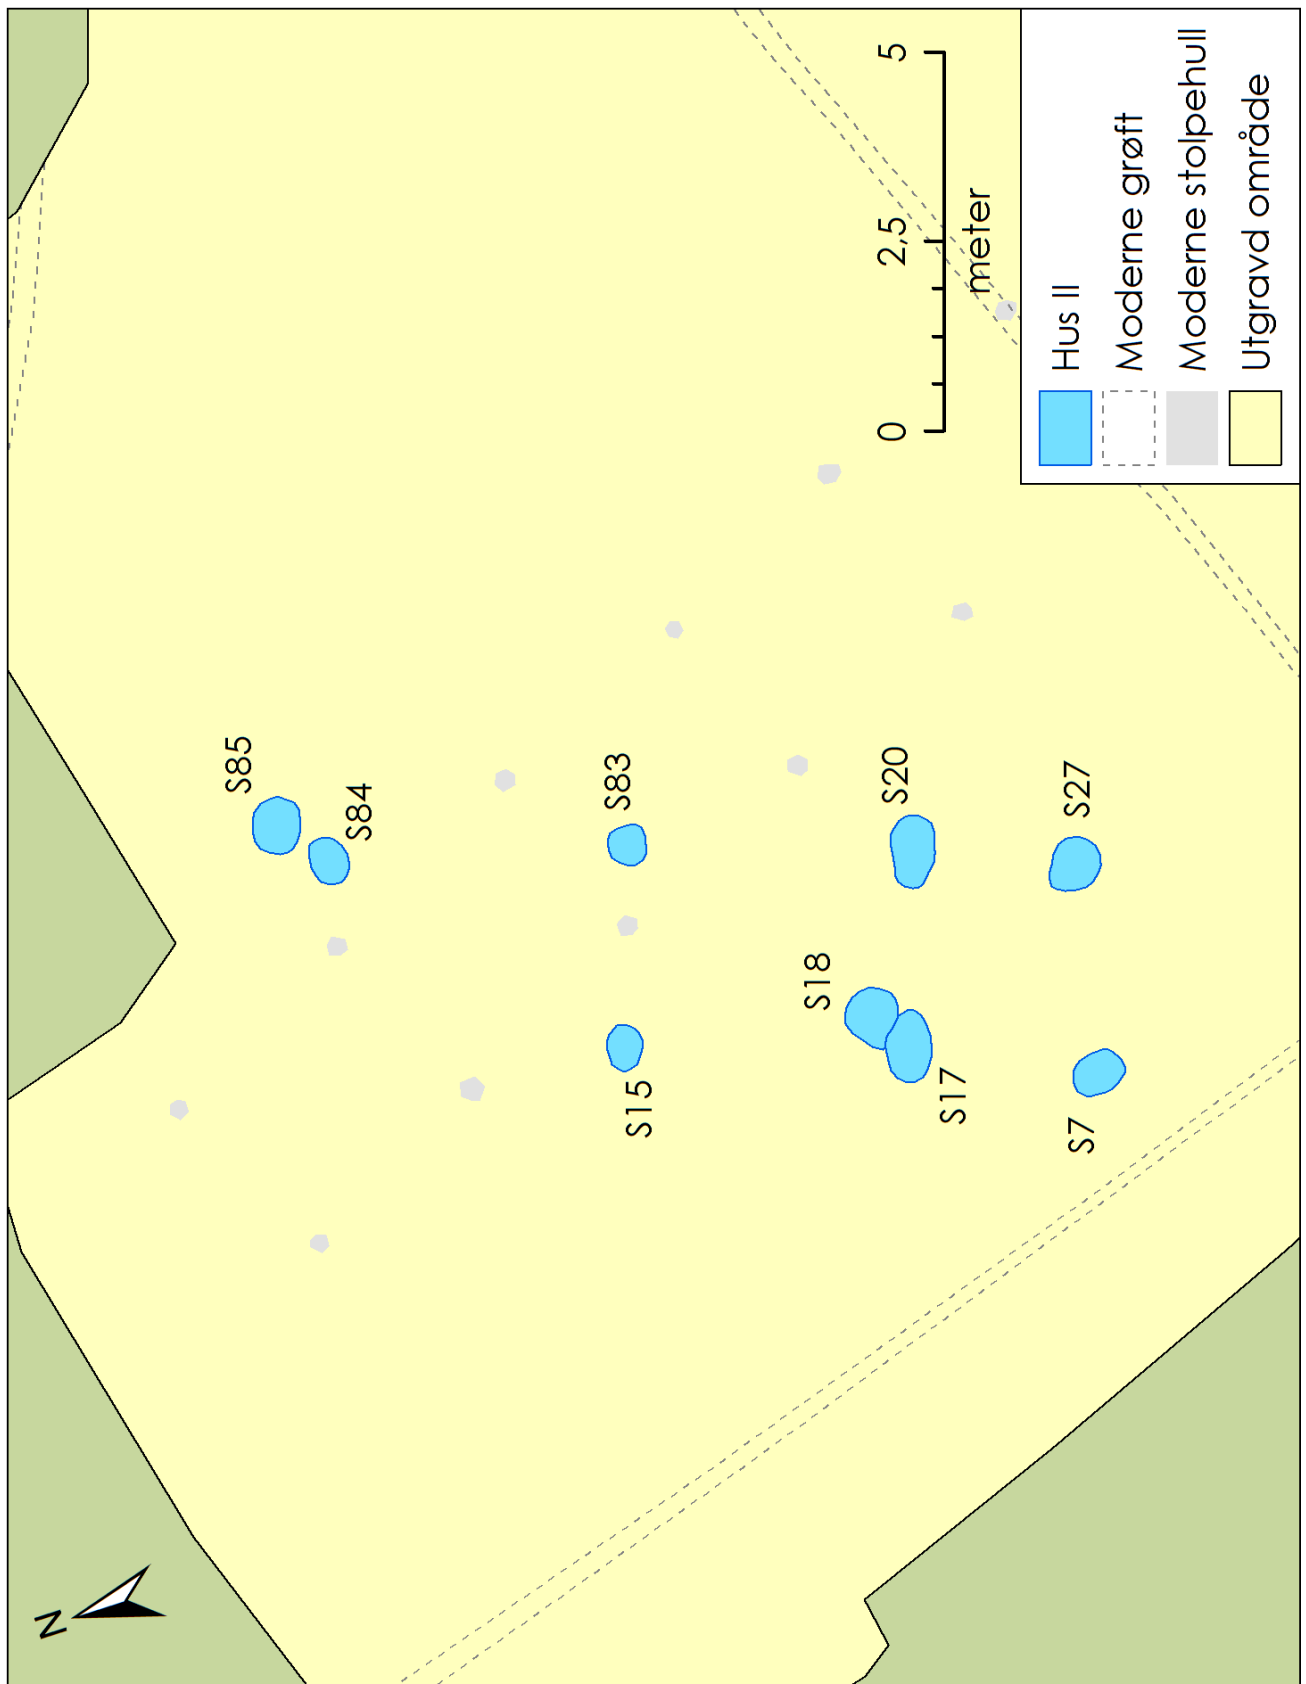 N
S85
S84
S83
S15
S18
S17
S20
S7
S27
0 2,5 5
meter
Hus II
Moderne grøft
Moderne stolpehull
Utgravd område